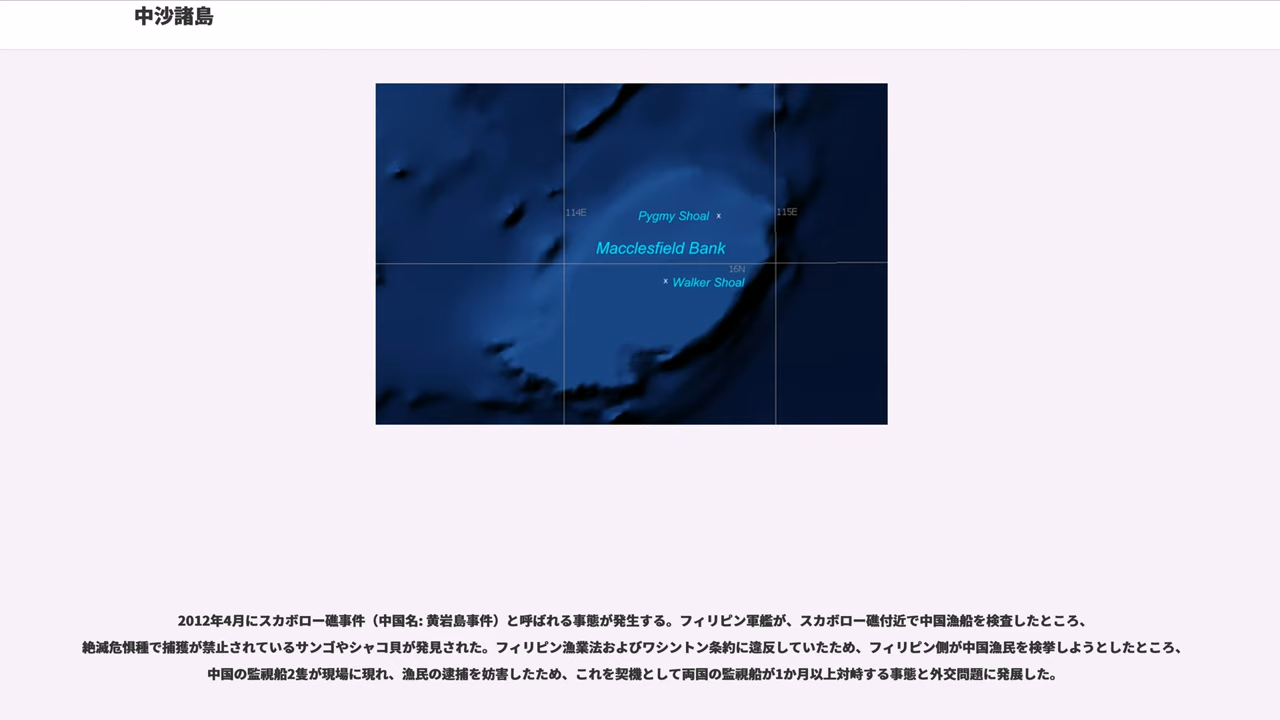 中沙諸島
114E
115E
Pygmy Shoal x
Macclesfield Bank
16N
x Walker Shoal
2012年4月にスカボロー礁事件（中国名: 黄岩島事件）と呼ばれる事態が発生する。フィリピン軍艦が、スカボロー礁付近で中国漁船を検査したところ、
絶滅危惧種で捕獲が禁止されているサンゴやシャコ貝が発見された。フィリピン漁業法およびワシントン条約に違反していたため、フィリピン側が中国漁民を検挙しようとしたところ、
中国の監視船2隻が現場に現れ、漁民の逮捕を妨害したため、これを契機として両国の監視船が1か月以上対峙する事態と外交問題に発展した。